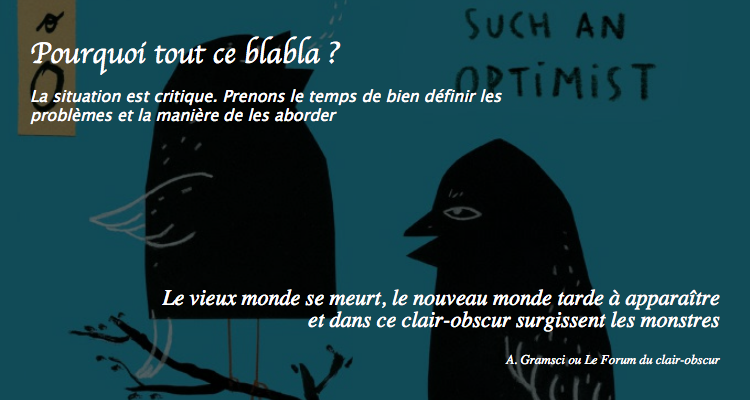 SUCH AN
OPTIMIST
Pourquoi tout ce blabla ?
La situation est critique. Prenons le temps de bien définir les
problèmes et la manière de les aborder
Le vieux monde se meurt, le nouveau monde tarde à apparaître
et dans ce clair-obscur surgissent les monstres
A. Gramsci ou Le Forum du clair-obscur